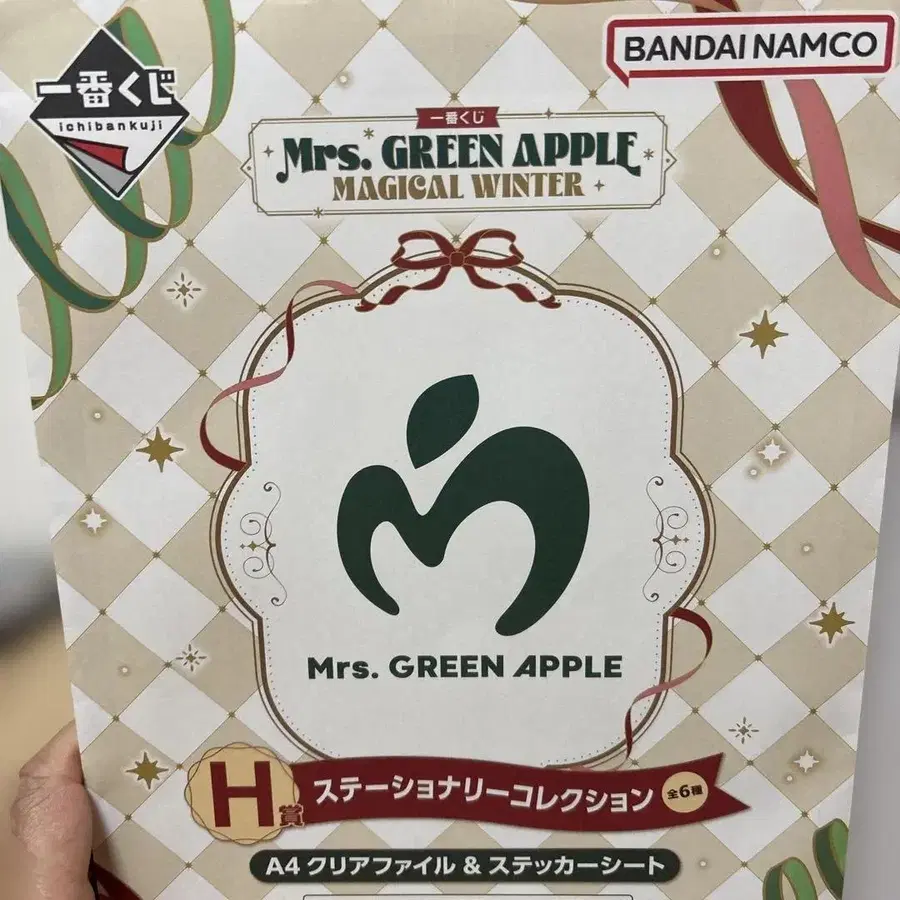 一番くじ
ichibankuji
BANDAI NAMCO
一番くじ
Mrs. GREEN APPLE
MAGICAL WINTER
Mrs. GREEN APPLE
H賞 ステーショナリーコレクション 全6種
A4 クリアファイル & ステッカーシート